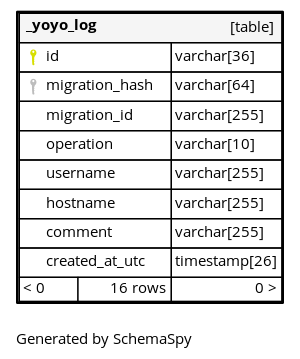 _yoyo_log [table]
id varchar[36]
migration_hash varchar[64]
migration_id varchar[255]
operation varchar[10]
username varchar[255]
hostname varchar[255]
comment varchar[255]
created_at_utc timestamp[26]
< 0 16 rows 0 >
Generated by SchemaSpy